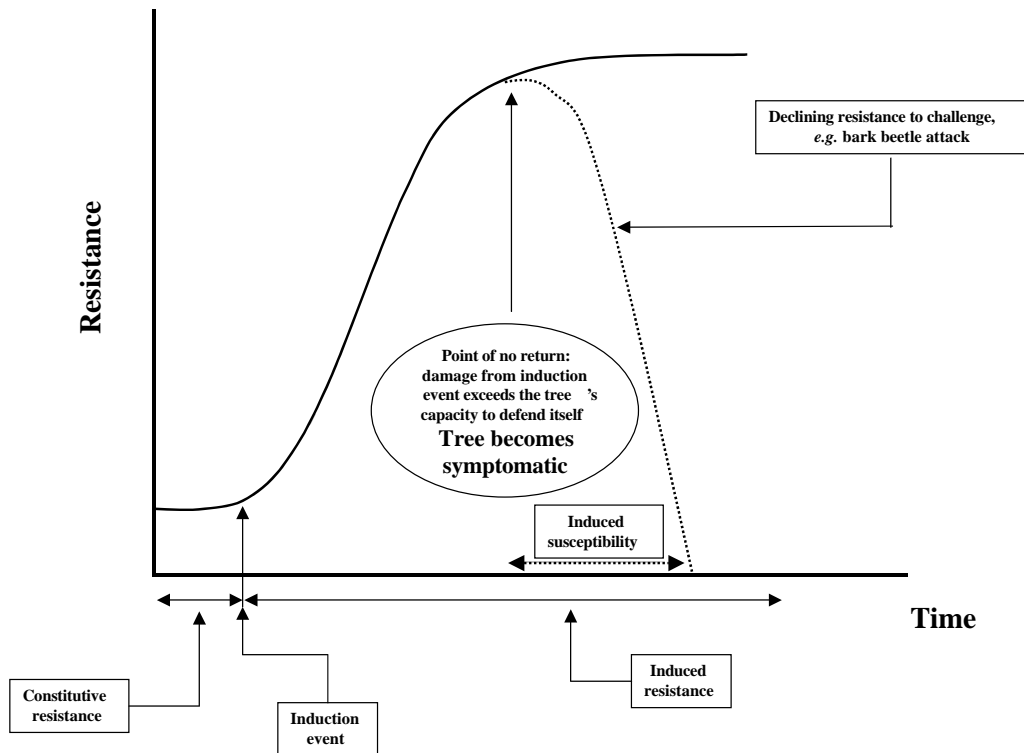 Declining resistance to challenge,
e.g. bark beetle attack
Resistance
Point of no return:
damage from induction
event exceeds the tree 's
capacity to defend itself
Tree becomes
symptomatic
Induced
susceptibility
Time
Constitutive
resistance
Induction
event
Induced
resistance